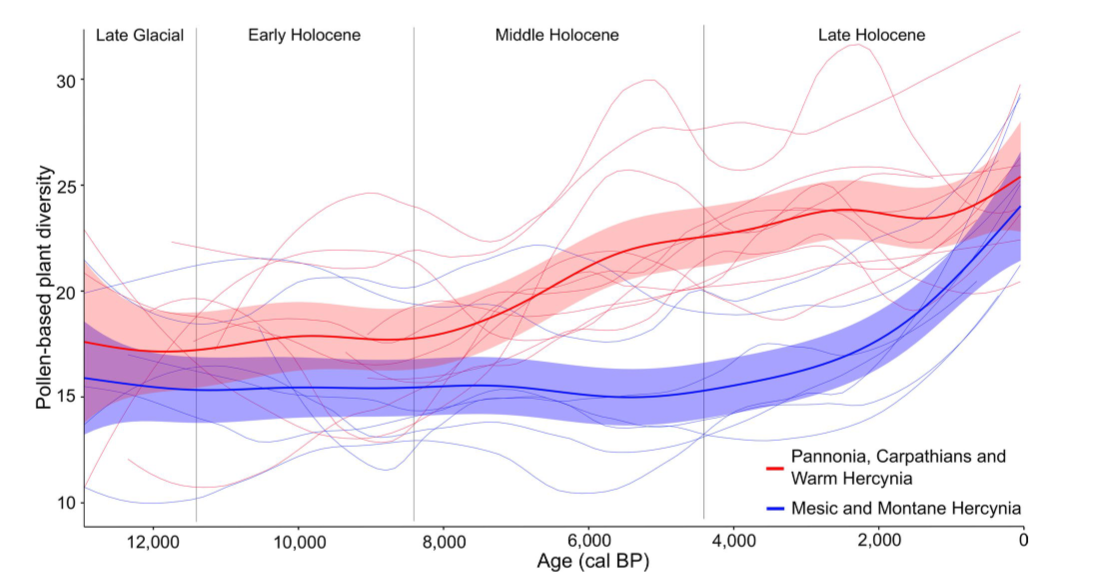 Late Glacial
Early Holocene
Middle Holocene
Late Holocene
Pollen-based plant diversity
30
25
20
15
10
Pannonia, Carpathians and
Warm Hercynia
Mesic and Montane Hercynia
12,000
10,000
8,000
6,000
4,000
2,000
0
Age (cal BP)